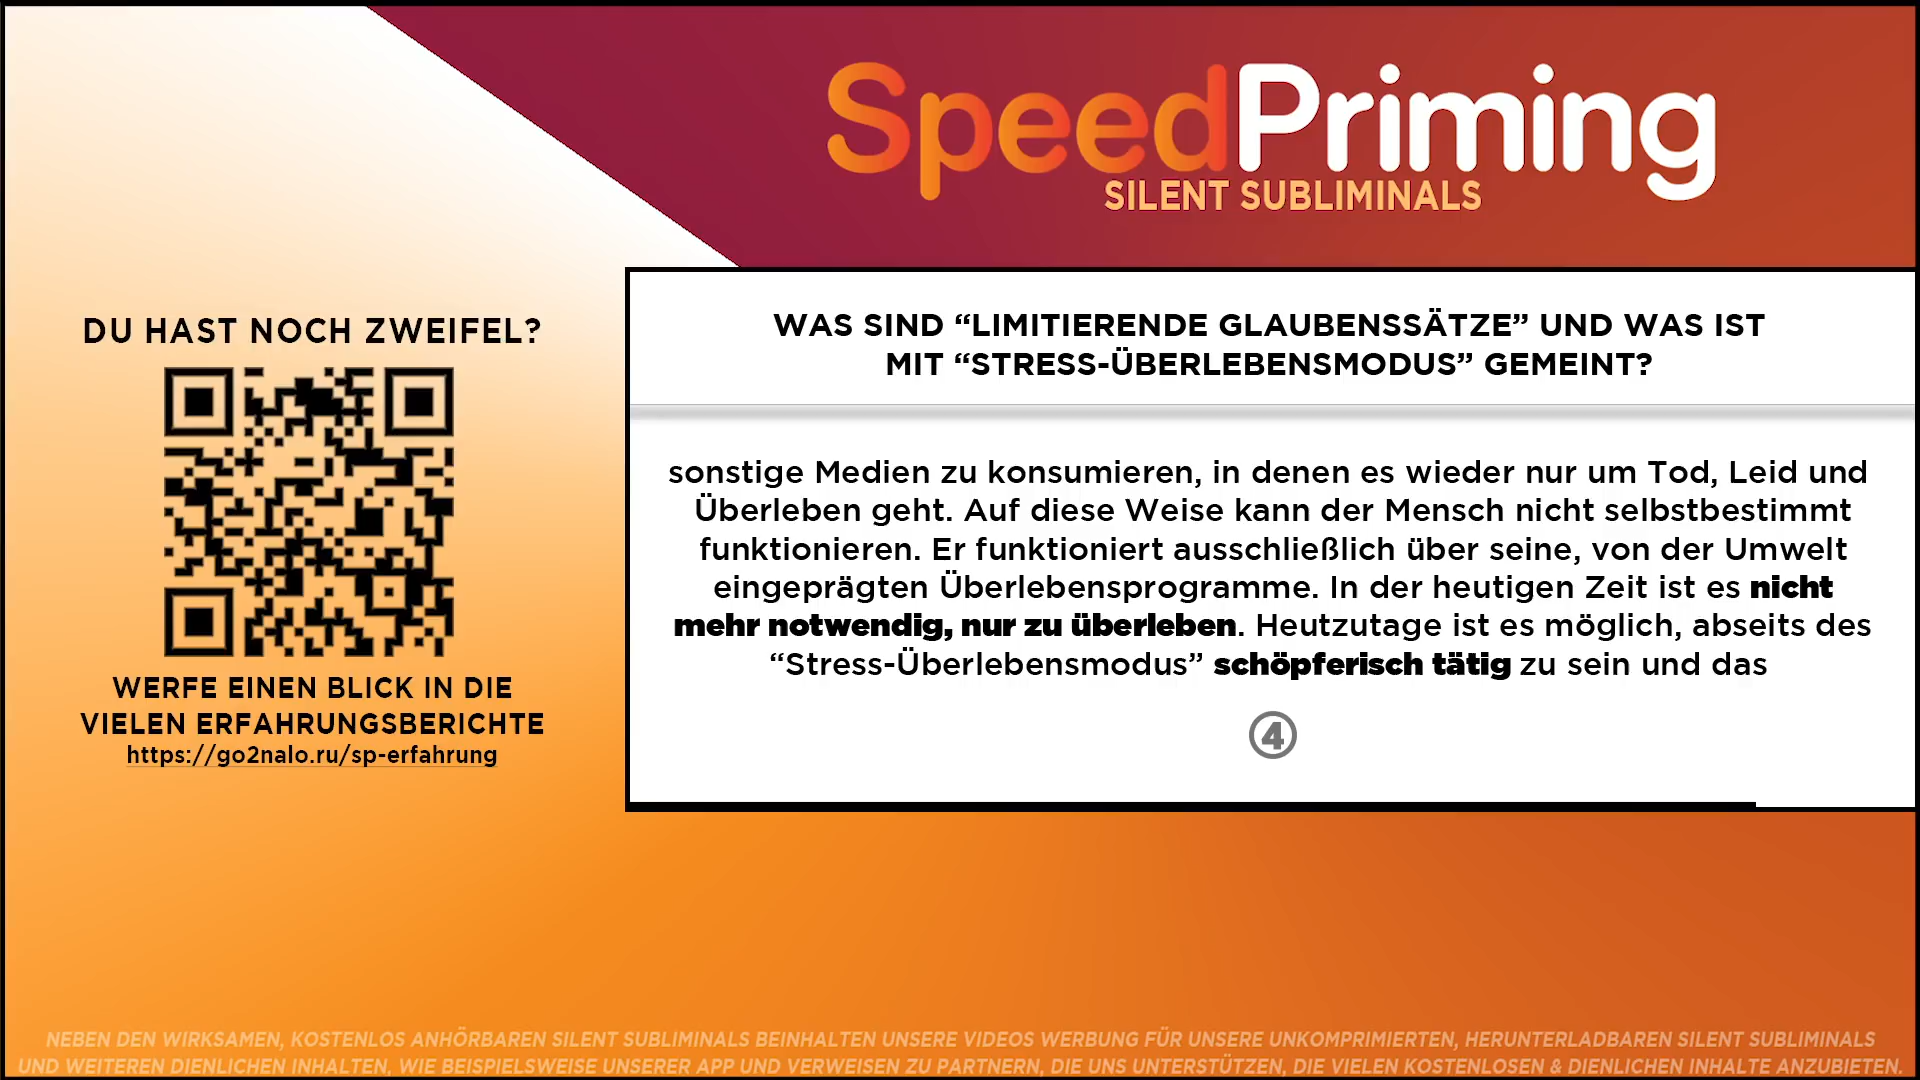 SpeedPriming
SILENT SUBLIMINALS
DU HAST NOCH ZWEIFEL?
WERFE EINEN BLICK IN DIE
VIELEN ERFAHRUNGSBERICHTE
https://go2nalo.ru/sp-erfahrung
WAS SIND “LIMITIERENDE GLAUBENSSÄTZE” UND WAS IST
MIT “STRESS-ÜBERLEBENSMODUS” GEMEINT?
sonstige Medien zu konsumieren, in denen es wieder nur um Tod, Leid und
Überleben geht. Auf diese Weise kann der Mensch nicht selbstbestimmt
funktionieren. Er funktioniert ausschließlich über seine, von der Umwelt
eingeprägten Überlebensprogramme. In der heutigen Zeit ist es nicht
mehr notwendig, nur zu überleben. Heutzutage ist es möglich, abseits des
“Stress-Überlebensmodus” schöpferisch tätig zu sein und das
4
NEBEN DEN WIRKSAMEN, KOSTENLOS ANHÖRBAREN SILENT SUBLIMINALS BEINHALTEN UNSERE VIDEOS WERBUNG FÜR UNSERE UNKOMPRIMIERTEN, HERUNTERLADBAREN SILENT SUBLIMINALS
UND WEITEREN DIENLICHEN INHALTEN, WIE BEISPIELSWEISE UNSERER APP UND VERWEISEN ZU PARTNERN, DIE UNS UNTERSTÜTZEN, DIE VIELEN KOSTENLOSEN & DIENLICHEN INHALTE ANZUBIETEN.